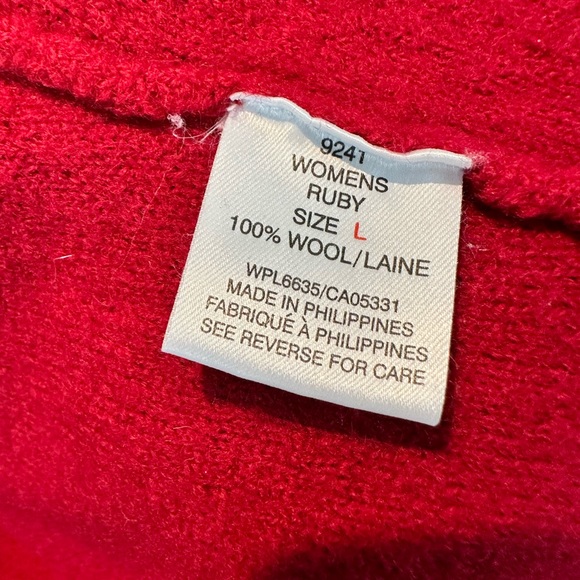 9241
WOMENS
RUBY
SIZE L
100% WOOL/LAINE
WPL6635/CA05331
MADE IN PHILIPPINES
FABRIQUÉ À PHILIPPINES
SEE REVERSE FOR CARE